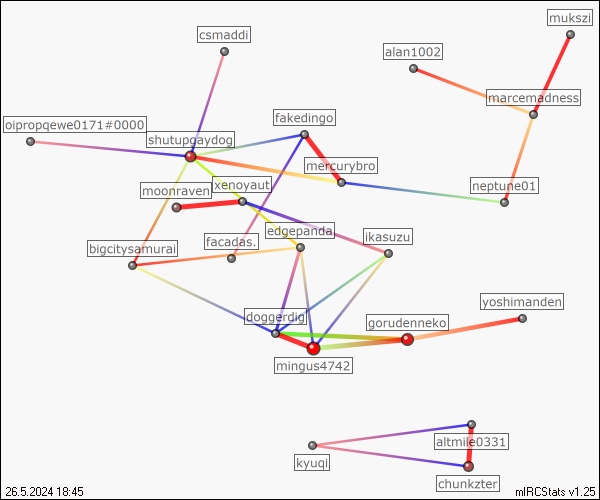 mukszi
csmaddi
alan1002
marcemadness
fakedingo
oipropqewe0171#0000
shutupgaydog
mercurybro
xenoyaut
neptune01
moonraven
edgepanda
ikasuzu
facadas.
bigcitysamurai
yoshimanden
doggerdig
gorudenneko
mingus4742
altmile0331
kyuqi
chunkzter
26.5.2024 18:45
mIRCStats v1.25